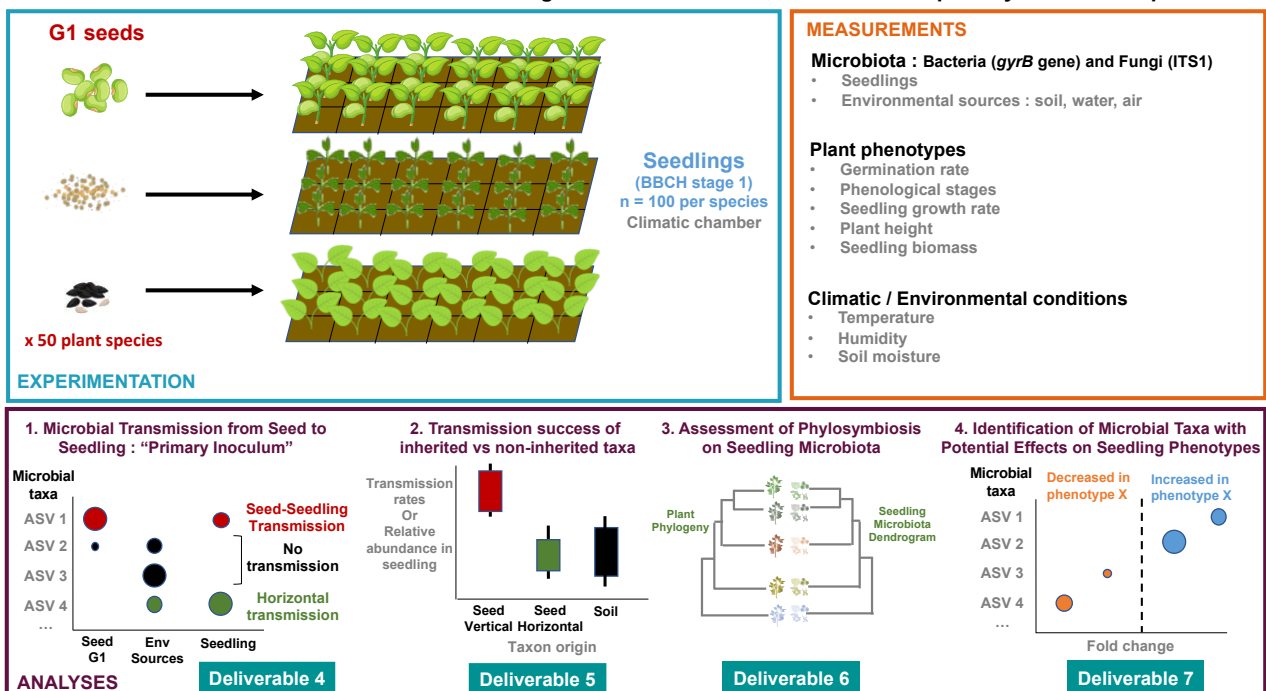 G1 seeds
x 50 plant species
Seedlings
(BBCH stage 1)
n = 100 per species
Climatic chamber
EXPERIMENTATION
MEASUREMENTS
Microbiota : Bacteria (gyrB gene) and Fungi (ITS1)
• Seedlings
• Environmental sources : soil, water, air
Plant phenotypes
• Germination rate
• Phenological stages
• Seedling growth rate
• Plant height
• Seedling biomass
Climatic / Environmental conditions
• Temperature
• Humidity
• Soil moisture
1. Microbial Transmission from Seed to
Seedling : “Primary Inoculum”
Microbial
taxa
ASV 1
ASV 2
ASV 3
ASV 4
...
Seed-Seedling
Transmission
No
transmission
Horizontal
transmission
Seed
G1
Env
Sources
Seedling
Deliverable 4
2. Transmission success of
inherited vs non-inherited taxa
Transmission
rates
Or
Relative
abundance in
seedling
Seed
Vertical
Seed
Horizontal
Soil
Taxon origin
Deliverable 5
3. Assessment of Phylosymbiosis
on Seedling Microbiota
Plant
Phylogeny
Seedling
Microbiota
Dendrogram
Deliverable 6
4. Identification of Microbial Taxa with
Potential Effects on Seedling Phenotypes
Microbial
taxa
Decreased in
phenotype X
Increased in
phenotype X
ASV 1
ASV 2
ASV 3
ASV 4
...
Fold change
Deliverable 7
ANALYSES